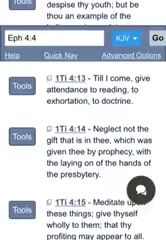 Tools
despise thy youth; but be
thou an example of the
Eph 4:4
KJV
Go
Help
Quick Nav
Advanced Options
Tools
1Ti 4:13 - Till I come, give
attendance to reading, to
exhortation, to doctrine.
Tools
1Ti 4:14 - Neglect not the
gift that is in thee, which was
given thee by prophecy, with
the laying on of the hands of
the presbytery.
Tools
1Ti 4:15 - Meditate upon
these things; give thyself
wholly to them; that thy
profiting may appear to all.